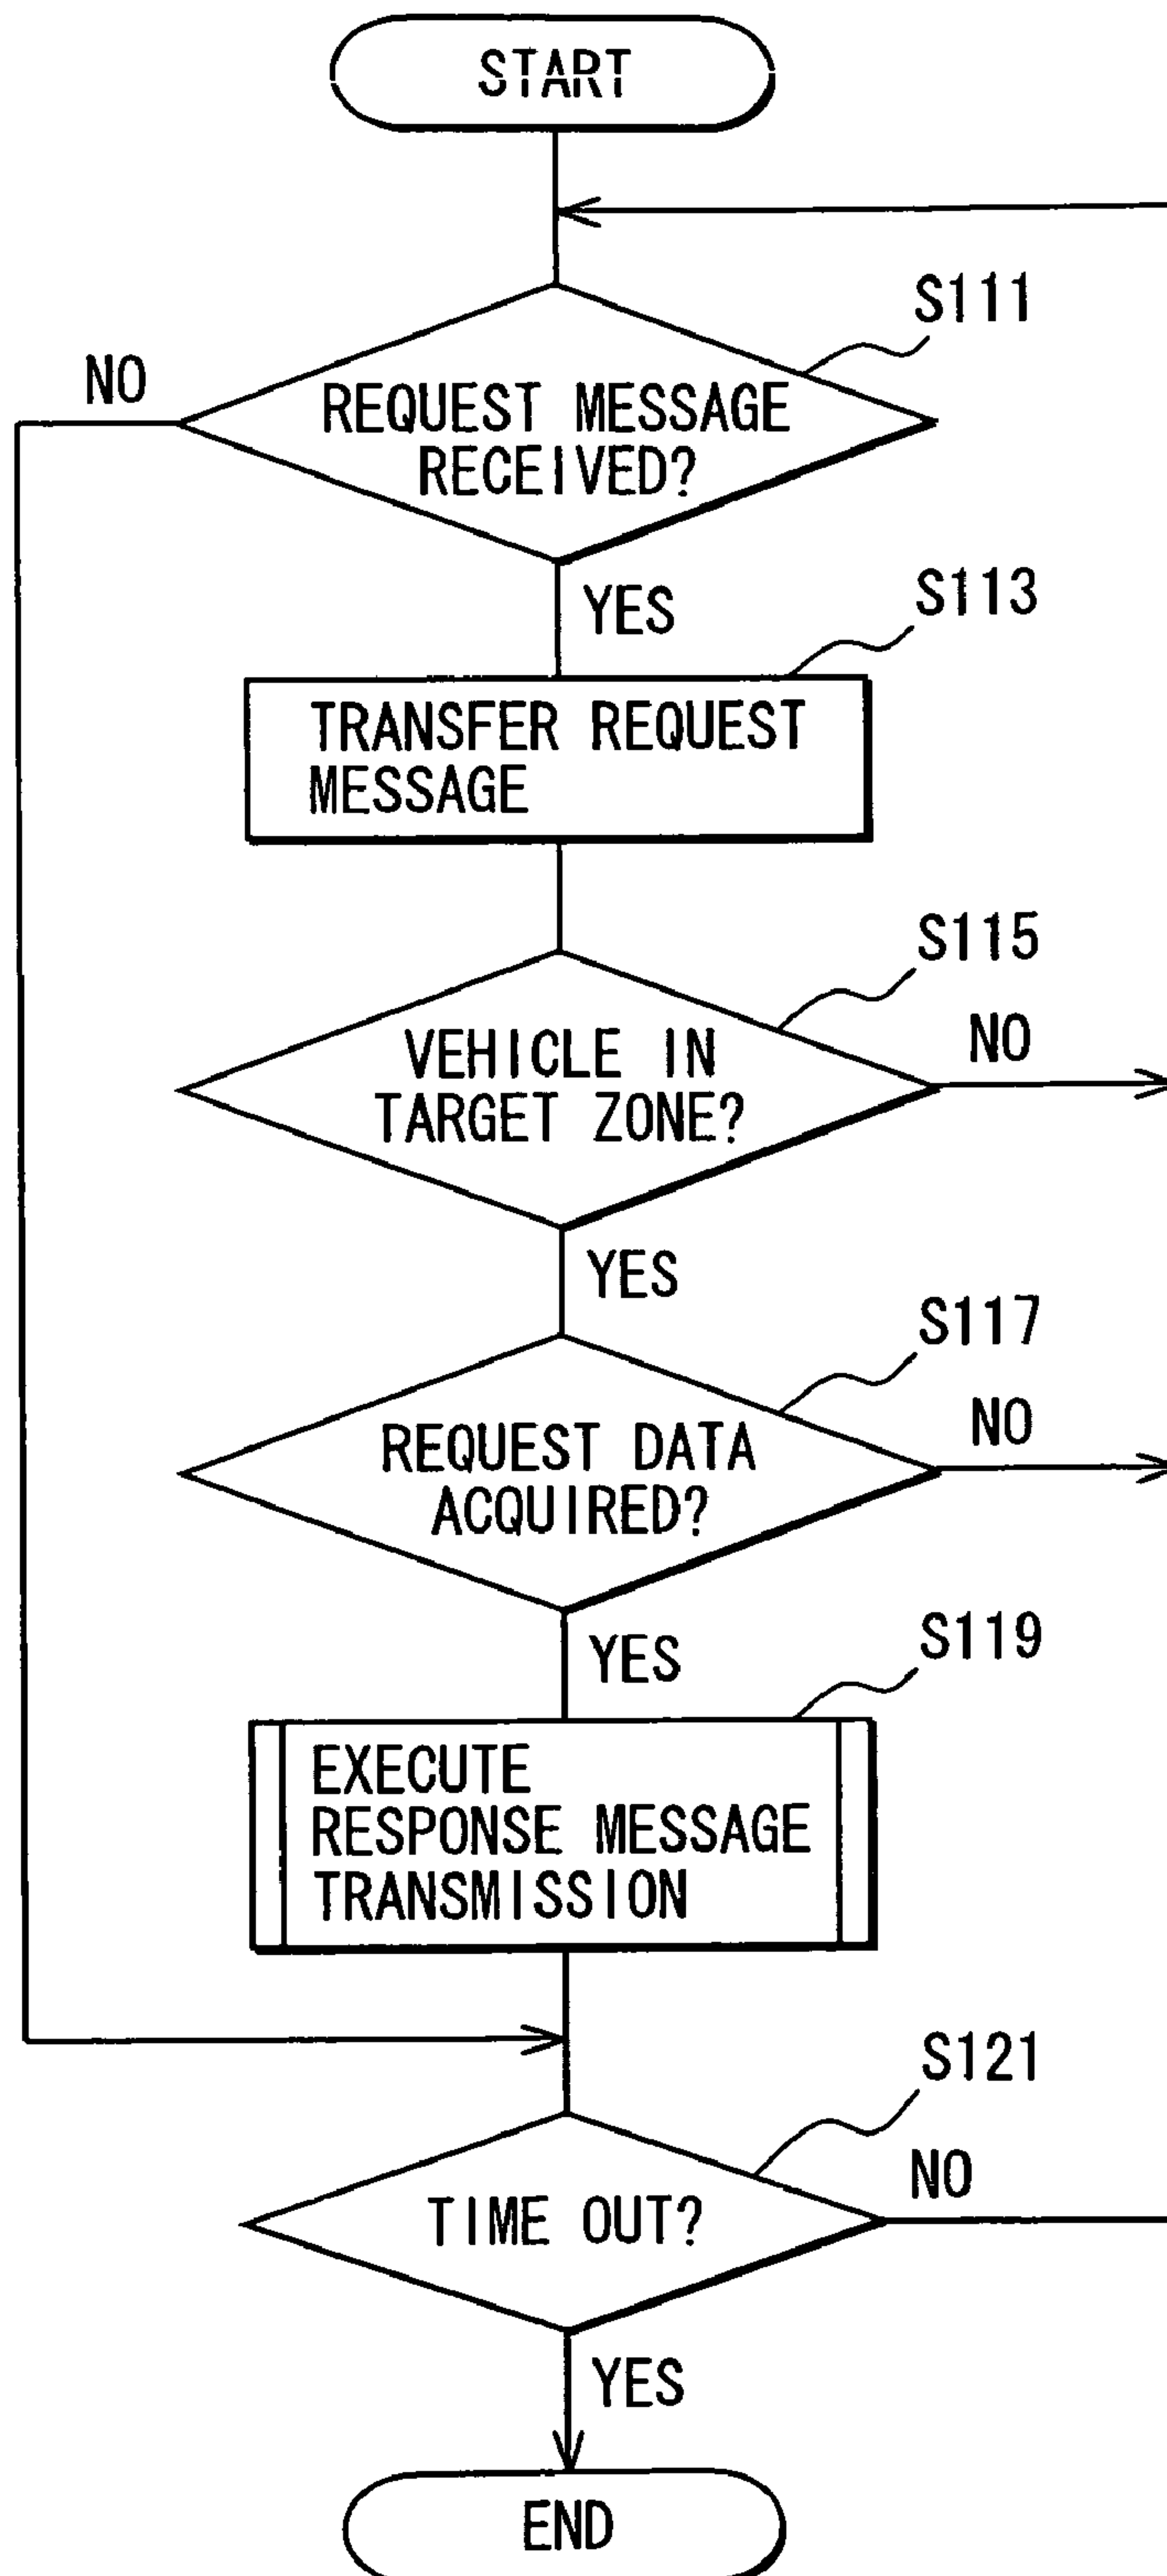 START
S111
NO
REQUEST MESSAGE
RECEIVED?
YES
S113
TRANSFER REQUEST
MESSAGE
S115
NO
VEHICLE IN
TARGET ZONE?
YES
S117
NO
REQUEST DATA
ACQUIRED?
YES
S119
EXECUTE
RESPONSE MESSAGE
TRANSMISSION
S121
NO
TIME OUT?
YES
END